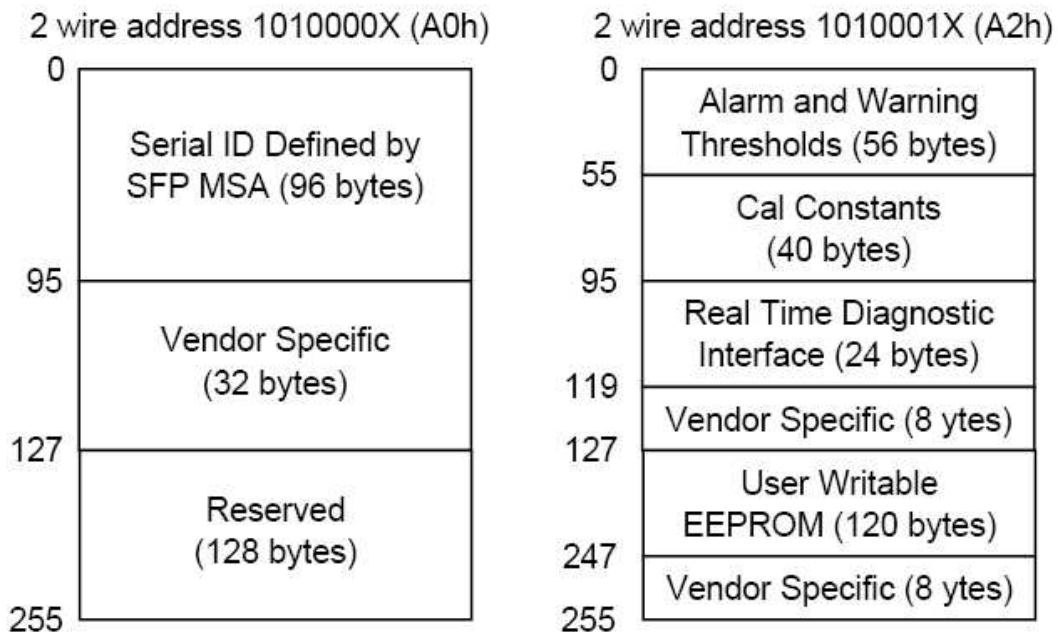 2 wire address 1010000X (A0h)
0
Serial ID Defined by
SFP MSA (96 bytes)
95
Vendor Specific
(32 bytes)
127
Reserved
(128 bytes)
255
2 wire address 1010001X (A2h)
0
Alarm and Warning
Thresholds (56 bytes)
55
Cal Constants
(40 bytes)
95
Real Time Diagnostic
Interface (24 bytes)
119
Vendor Specific (8 ytes)
127
User Writable
EEPROM (120 bytes)
247
Vendor Specific (8 ytes)
255